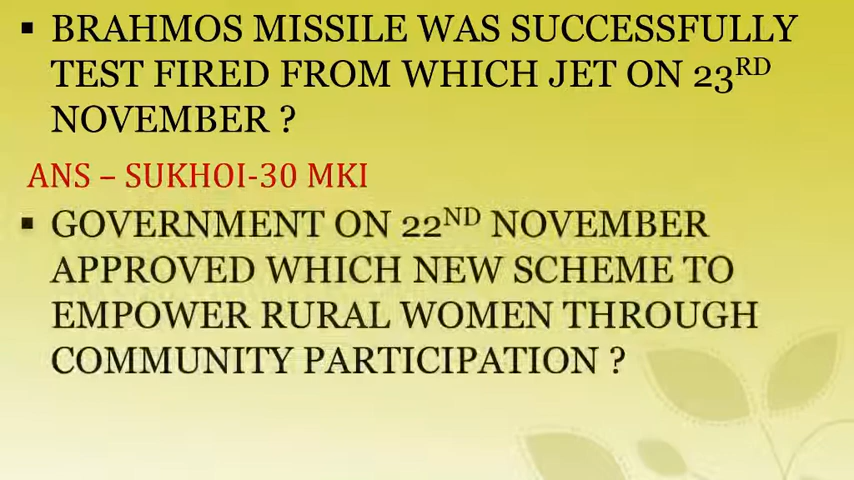 ▪ BRAHMOS MISSILE WAS SUCCESSFULLY
TEST FIRED FROM WHICH JET ON 23RD
NOVEMBER ?
ANS – SUKHOI-30 MKI
▪ GOVERNMENT ON 22ND NOVEMBER
APPROVED WHICH NEW SCHEME TO
EMPOWER RURAL WOMEN THROUGH
COMMUNITY PARTICIPATION ?